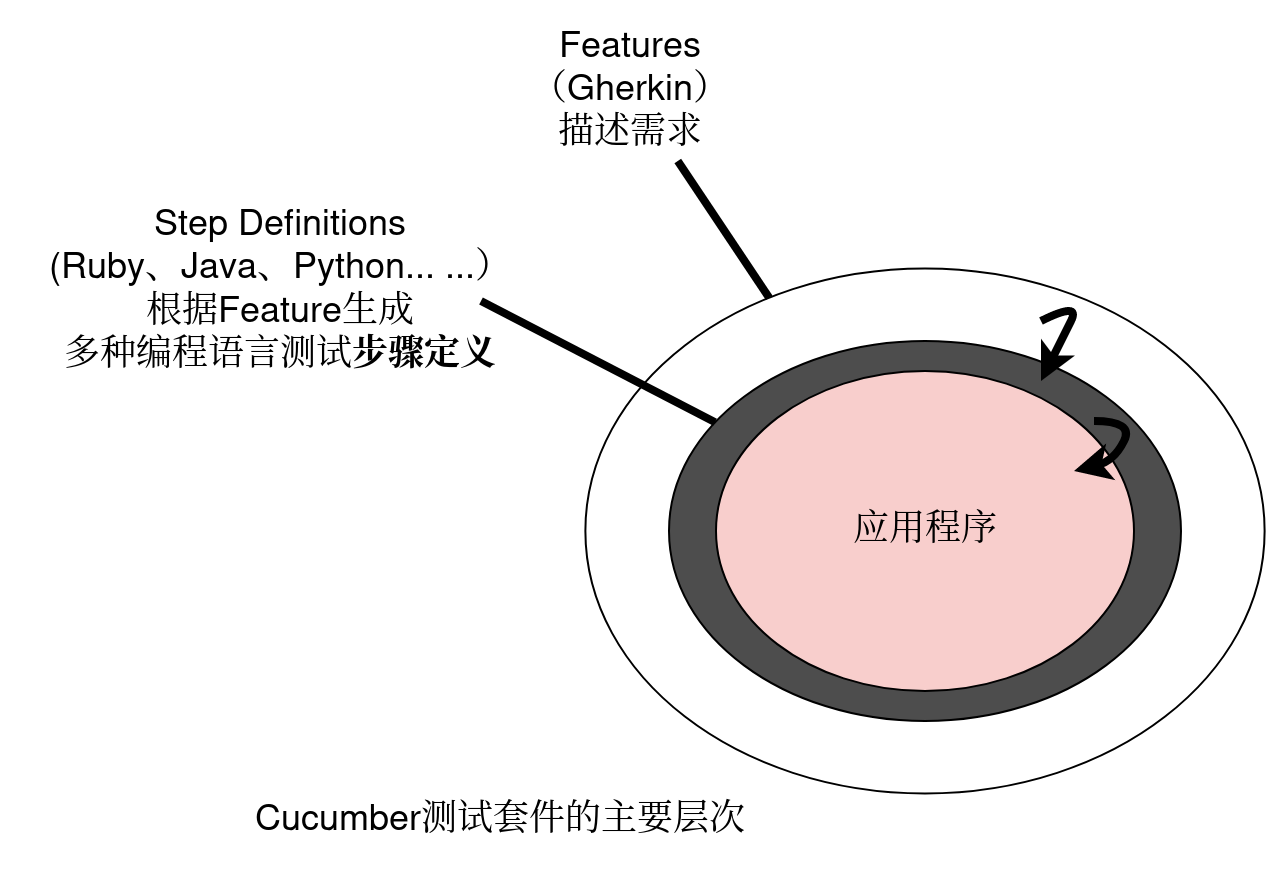 Features
（Gherkin）
描述需求
Step Definitions
(Ruby、Java、Python... ...）
根据Feature生成
多种编程语言测试步骤定义
应用程序
Cucumber测试套件的主要层次